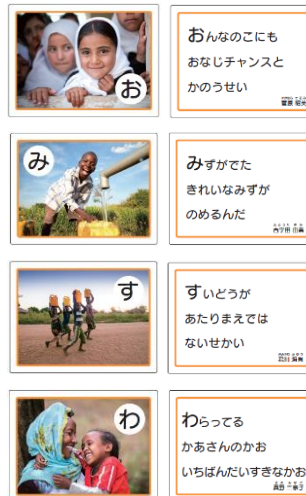 お
おんなのこにも
おなじチャンスと
かのうせい
み
みずがでた
きれいなみずが
のめるんだ
す
すいどうが
あたりまえでは
ないせかい
わ
わらってる
かあさんのかお
いちばんだいすきなかお